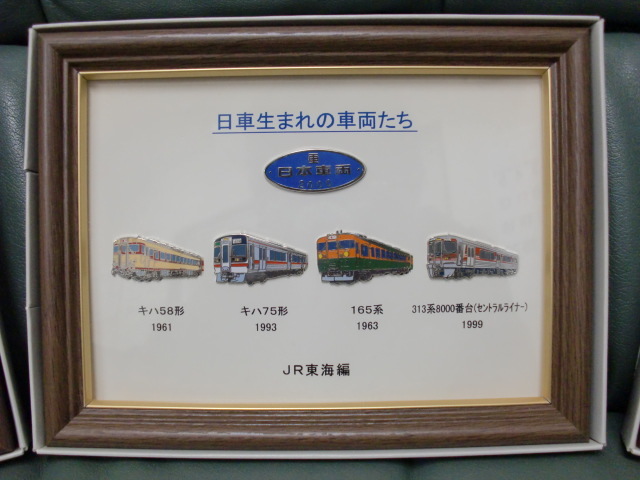 日車生まれの車両たち
日本車両
キハ58形
キハ75形
165系
313系8000番台(セントラルライナー)
1961
1993
1963
1999
JR東海編